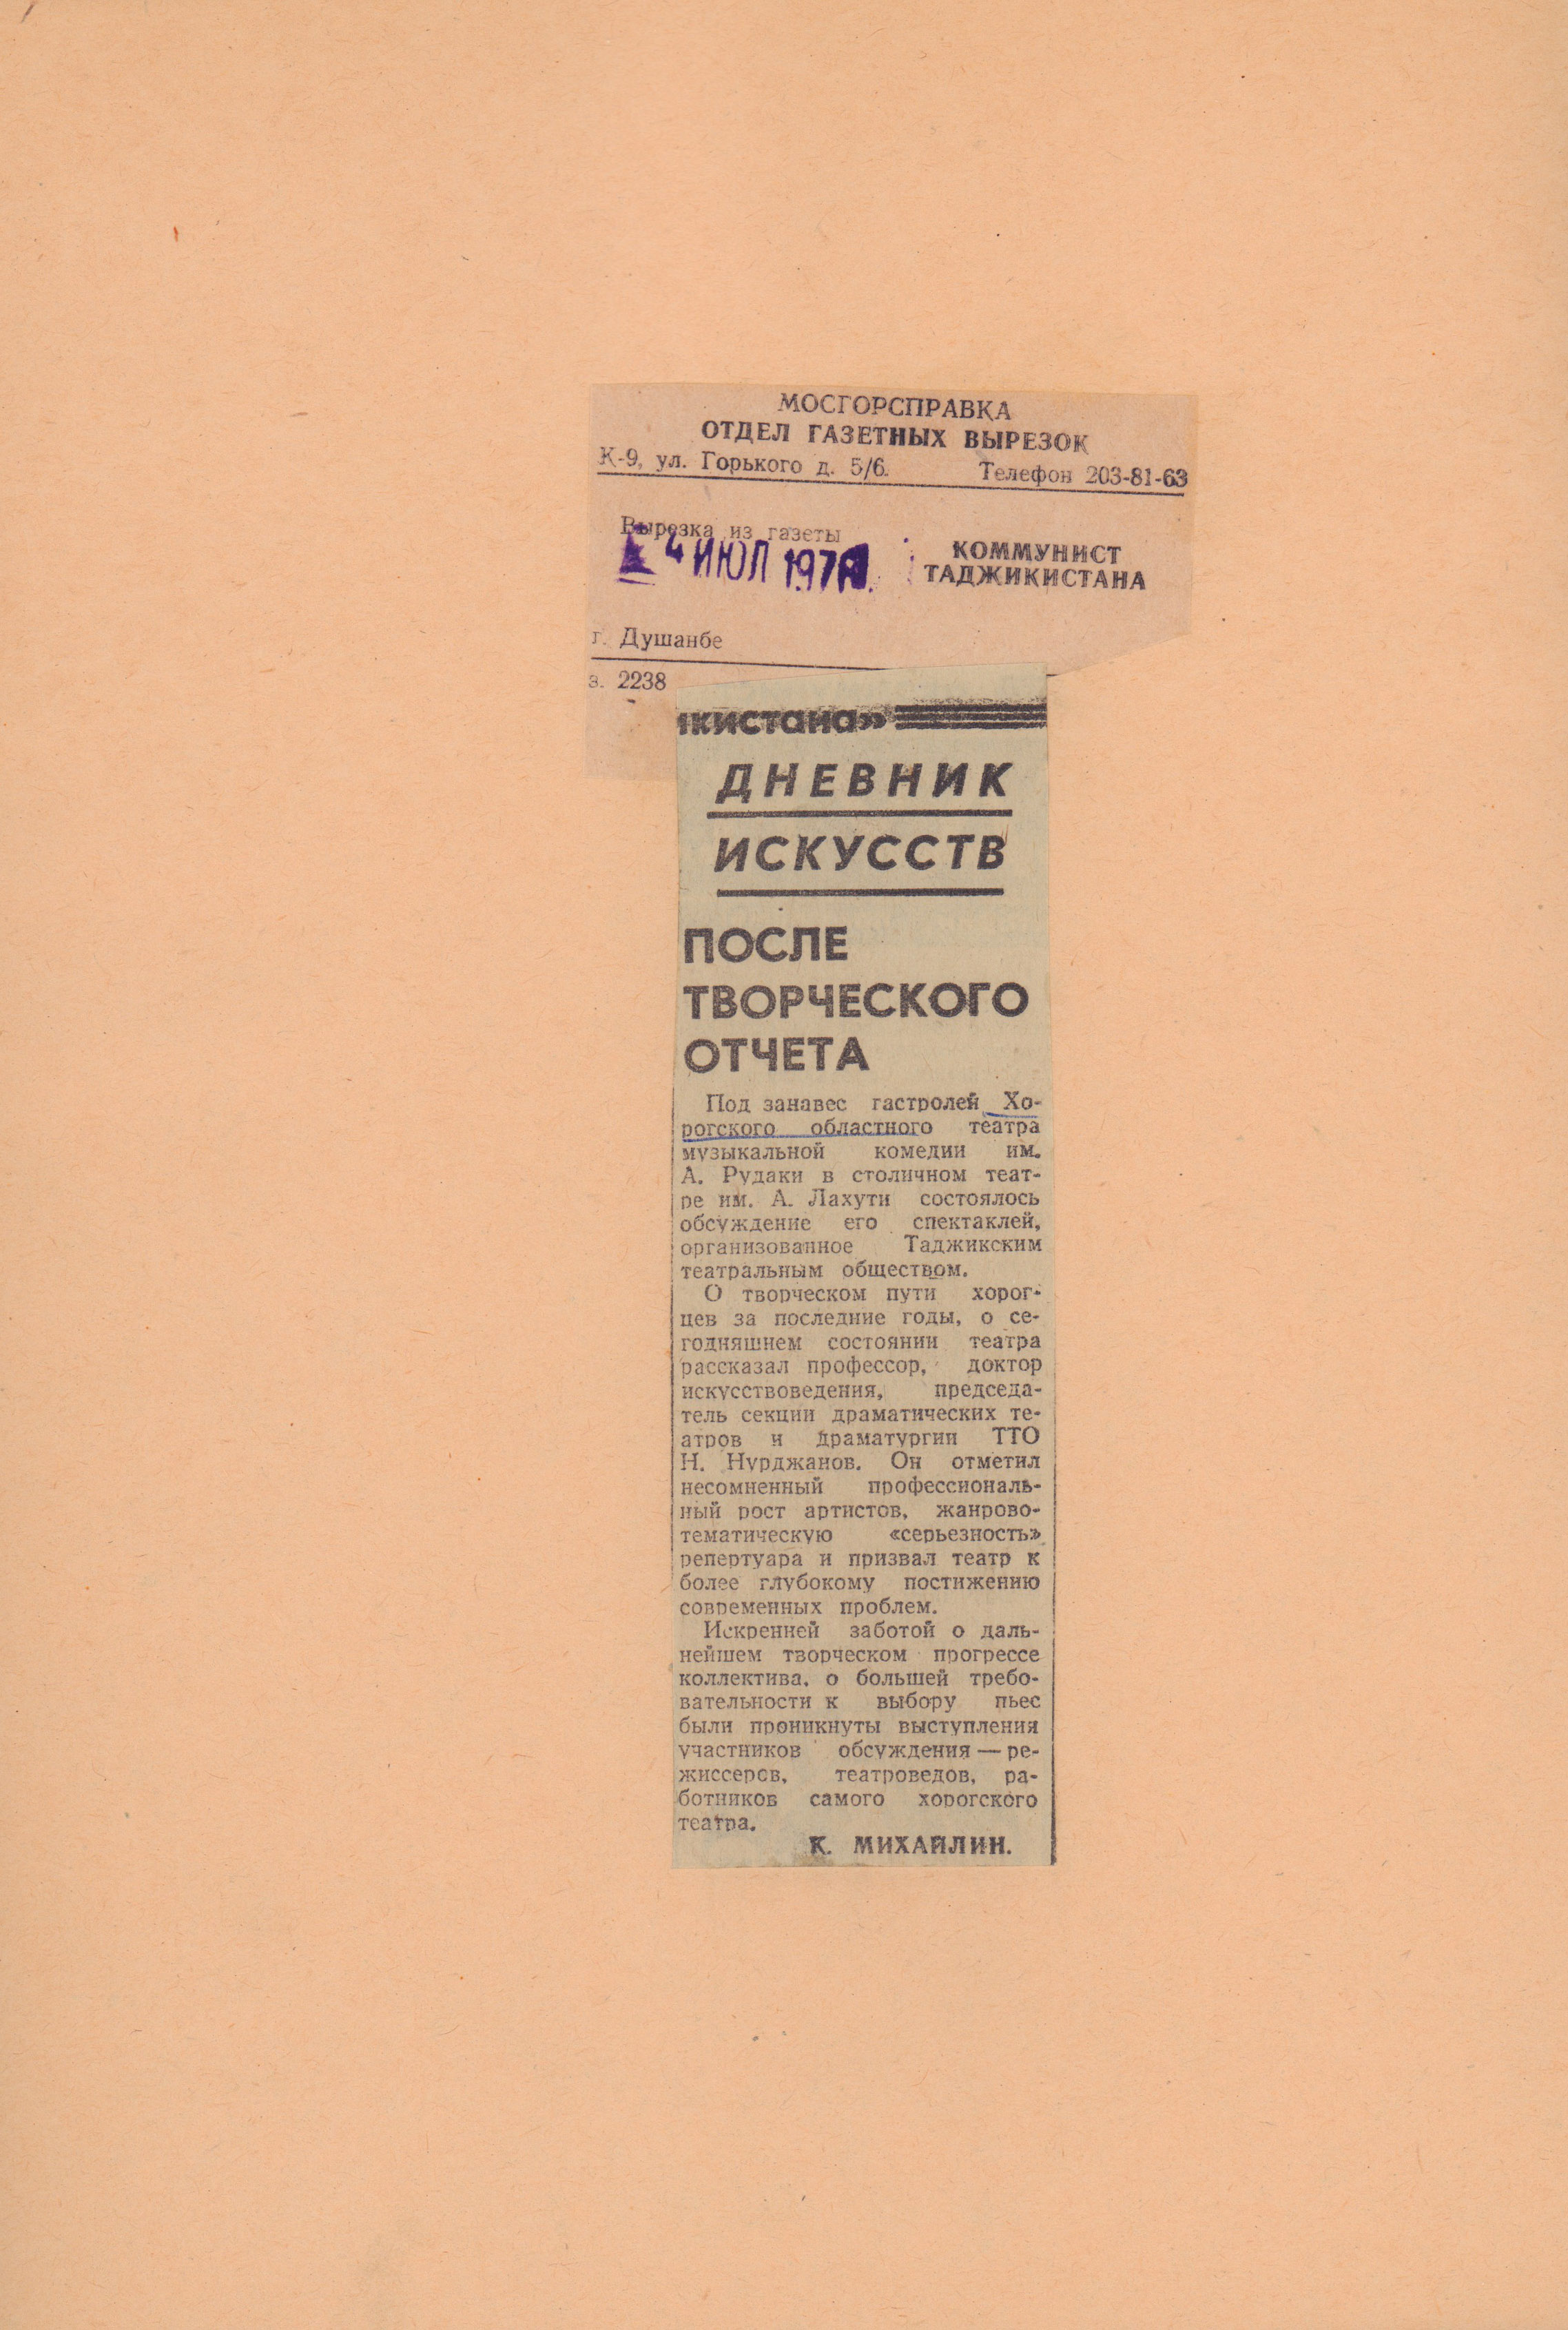 МОСГОРСПРАВКА
ОТДЕЛ ГАЗЕТНЫХ ВЫРЕЗОК
К-9, ул. Горького д. 5/6. Телефон 203-81-63
Вырезка из газеты
4 ИЮЛ
КОММУНИСТ
ТАДЖИКИСТАНА
г. Душанбе
з. 2238
кистана»
ДНЕВНИК
ИСКУССТВ
ПОСЛЕ
ТВОРЧЕСКОГО
ОТЧЕТА
Под занавес гастролей Хо-
рогского областного театра
музыкальной комедии им.
А. Рудаки в столичном теат-
ре им. А. Лахути состоялось
обсуждение его спектаклей,
организованное Таджикским
театральным обществом.
О творческом пути хорог-
цев за последние годы, о се-
годняшнем состоянии театра
рассказал профессор, доктор
искусствоведения, председа-
тель секции драматических те-
атров и драматургии ТТО
Н. Нурджанов. Он отметил
несомненный профессиональ-
ный рост артистов, жанрово-
тематическую «серьезность»
репертуара и призвал театр к
более глубокому постижению
современных проблем.
Искренней заботой о даль-
нейшем творческом прогрессе
коллектива, о большей требо-
вательности к выбору пьес
были проникнуты выступления
участников обсуждения — ре-
жиссеров, театроведов, ра-
ботников самого хорогского
театра.
К. МИХАЙЛИН.